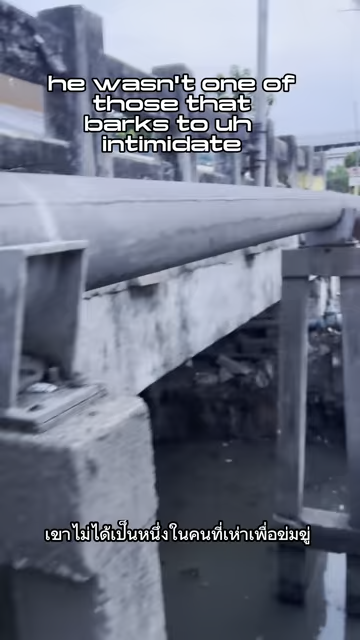 he wasn't one of
those that
barks to uh
intimidate
เขาไม่ได้เป็นหนึ่งในคนที่เห่าเพื่อข่มขู่